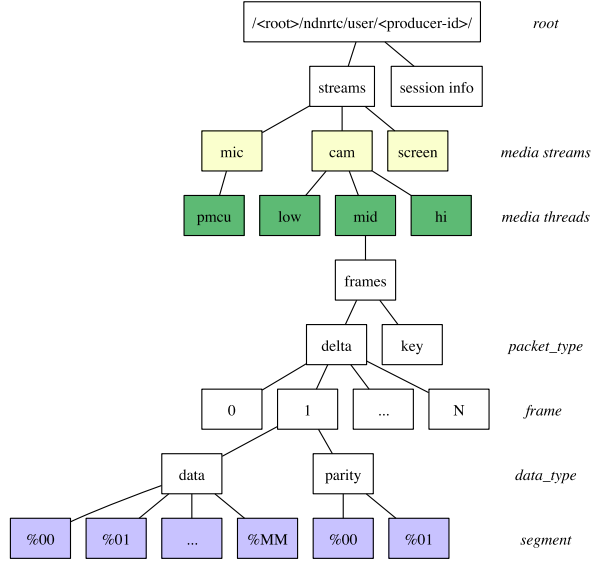 /<root>/ndnrtc/user/<producer-id>/ root
streams session info
mic cam screen media streams
pmcu low mid hi media threads
frames
delta key packet_type
0 1 ... N frame
data parity data_type
%00 %01 ... %MM %00 %01 segment